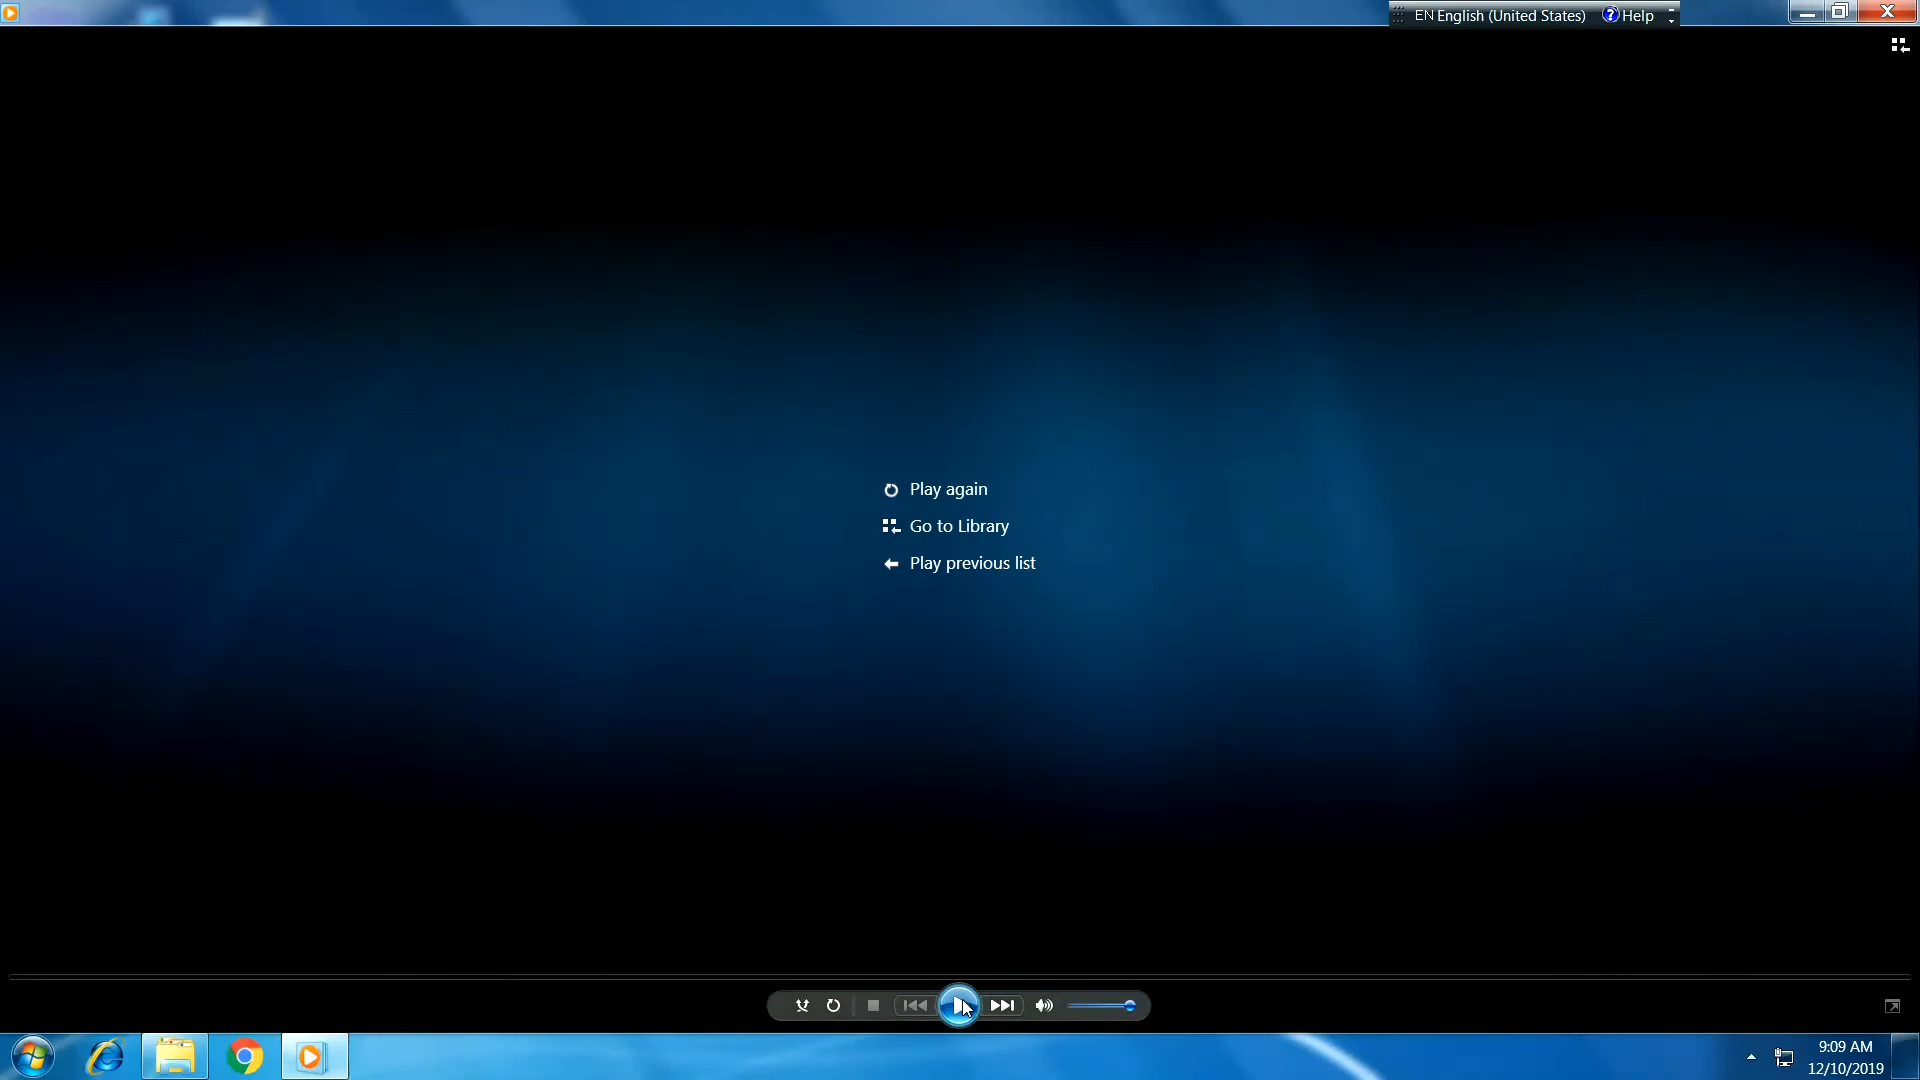 EN English (United States) ? Help
Play again
Go to Library
Play previous list
9:09 AM
12/10/2019